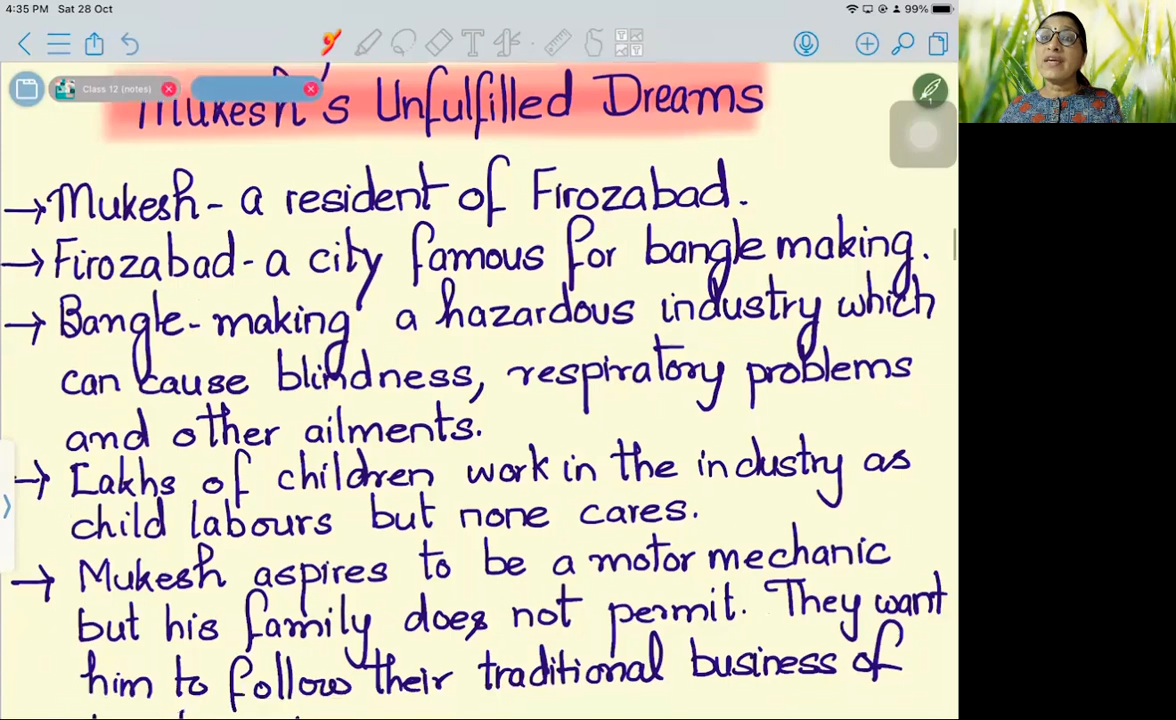 4:35 PM Sat 28 Oct
99%
Class 12 (notes)
Mukesh's Unfulfilled Dreams
→ Mukesh - a resident of Firozabad.
→ Firozabad - a city famous for bangle making.
→ Bangle - making a hazardous industry which
can cause blindness, respiratory problems
and other ailments.
→ Lakhs of children work in the industry as
child labours but none cares.
→ Mukesh aspires to be a motor mechanic
but his family does not permit. They want
him to follow their traditional business of